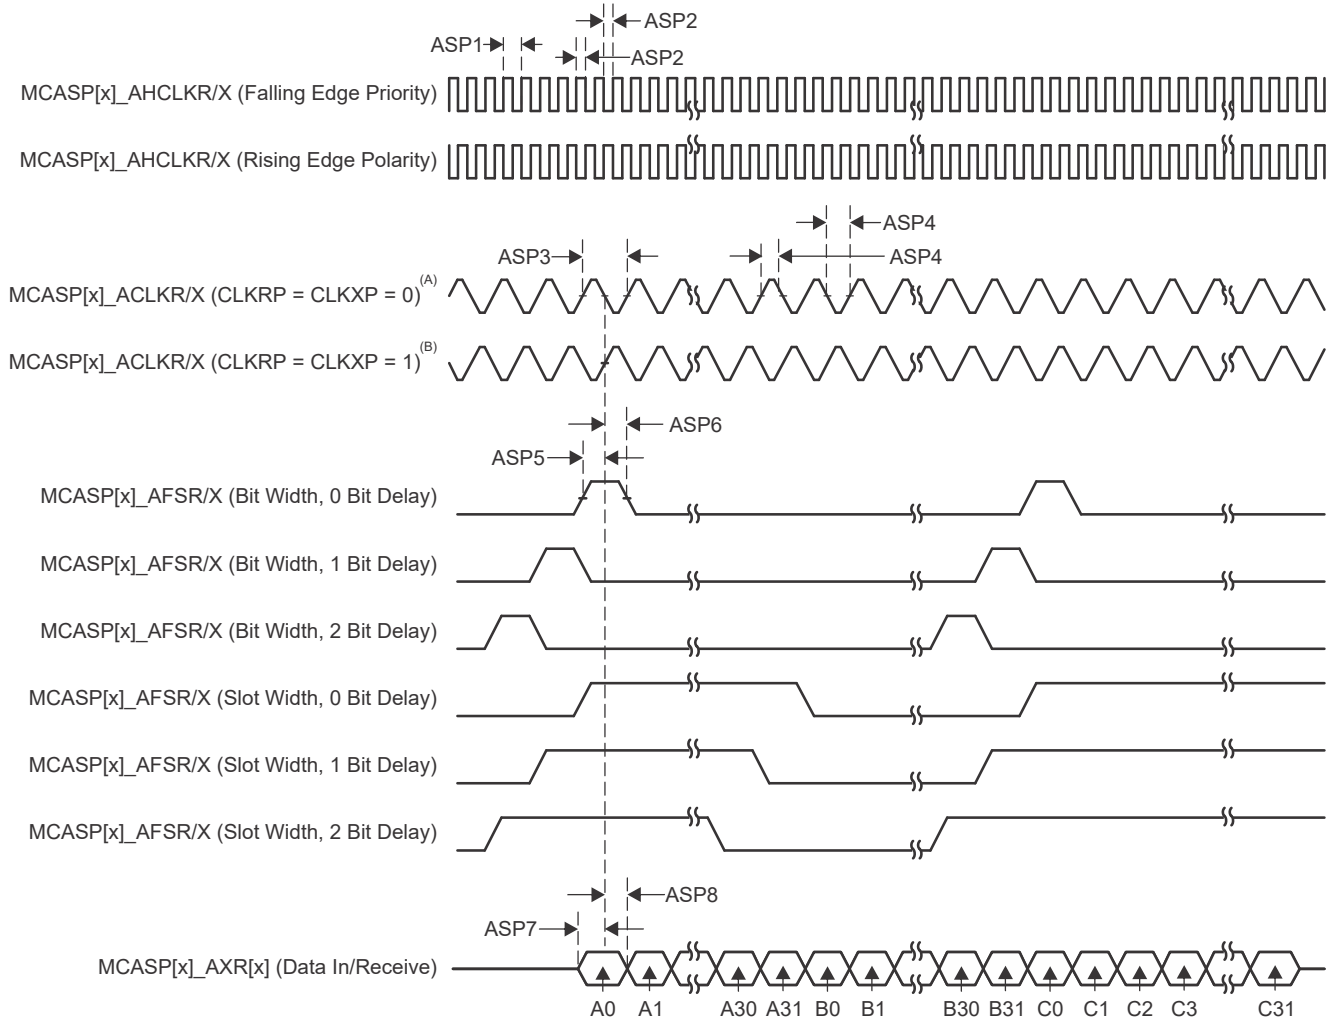 ASP2
ASP1
ASP2
MCASP[x]_AHCLKR/X (Falling Edge Priority)
MCASP[x]_AHCLKR/X (Rising Edge Polarity)
ASP4
ASP3
ASP4
MCASP[x]_ACLKR/X (CLKRP = CLKXP = 0)(A)
MCASP[x]_ACLKR/X (CLKRP = CLKXP = 1)(B)
ASP6
ASP5
MCASP[x]_AFSR/X (Bit Width, 0 Bit Delay)
MCASP[x]_AFSR/X (Bit Width, 1 Bit Delay)
MCASP[x]_AFSR/X (Bit Width, 2 Bit Delay)
MCASP[x]_AFSR/X (Slot Width, 0 Bit Delay)
MCASP[x]_AFSR/X (Slot Width, 1 Bit Delay)
MCASP[x]_AFSR/X (Slot Width, 2 Bit Delay)
ASP8
ASP7
MCASP[x]_AXR[x] (Data In/Receive)
A0 A1 A30 A31 B0 B1 B30 B31 C0 C1 C2 C3 C31